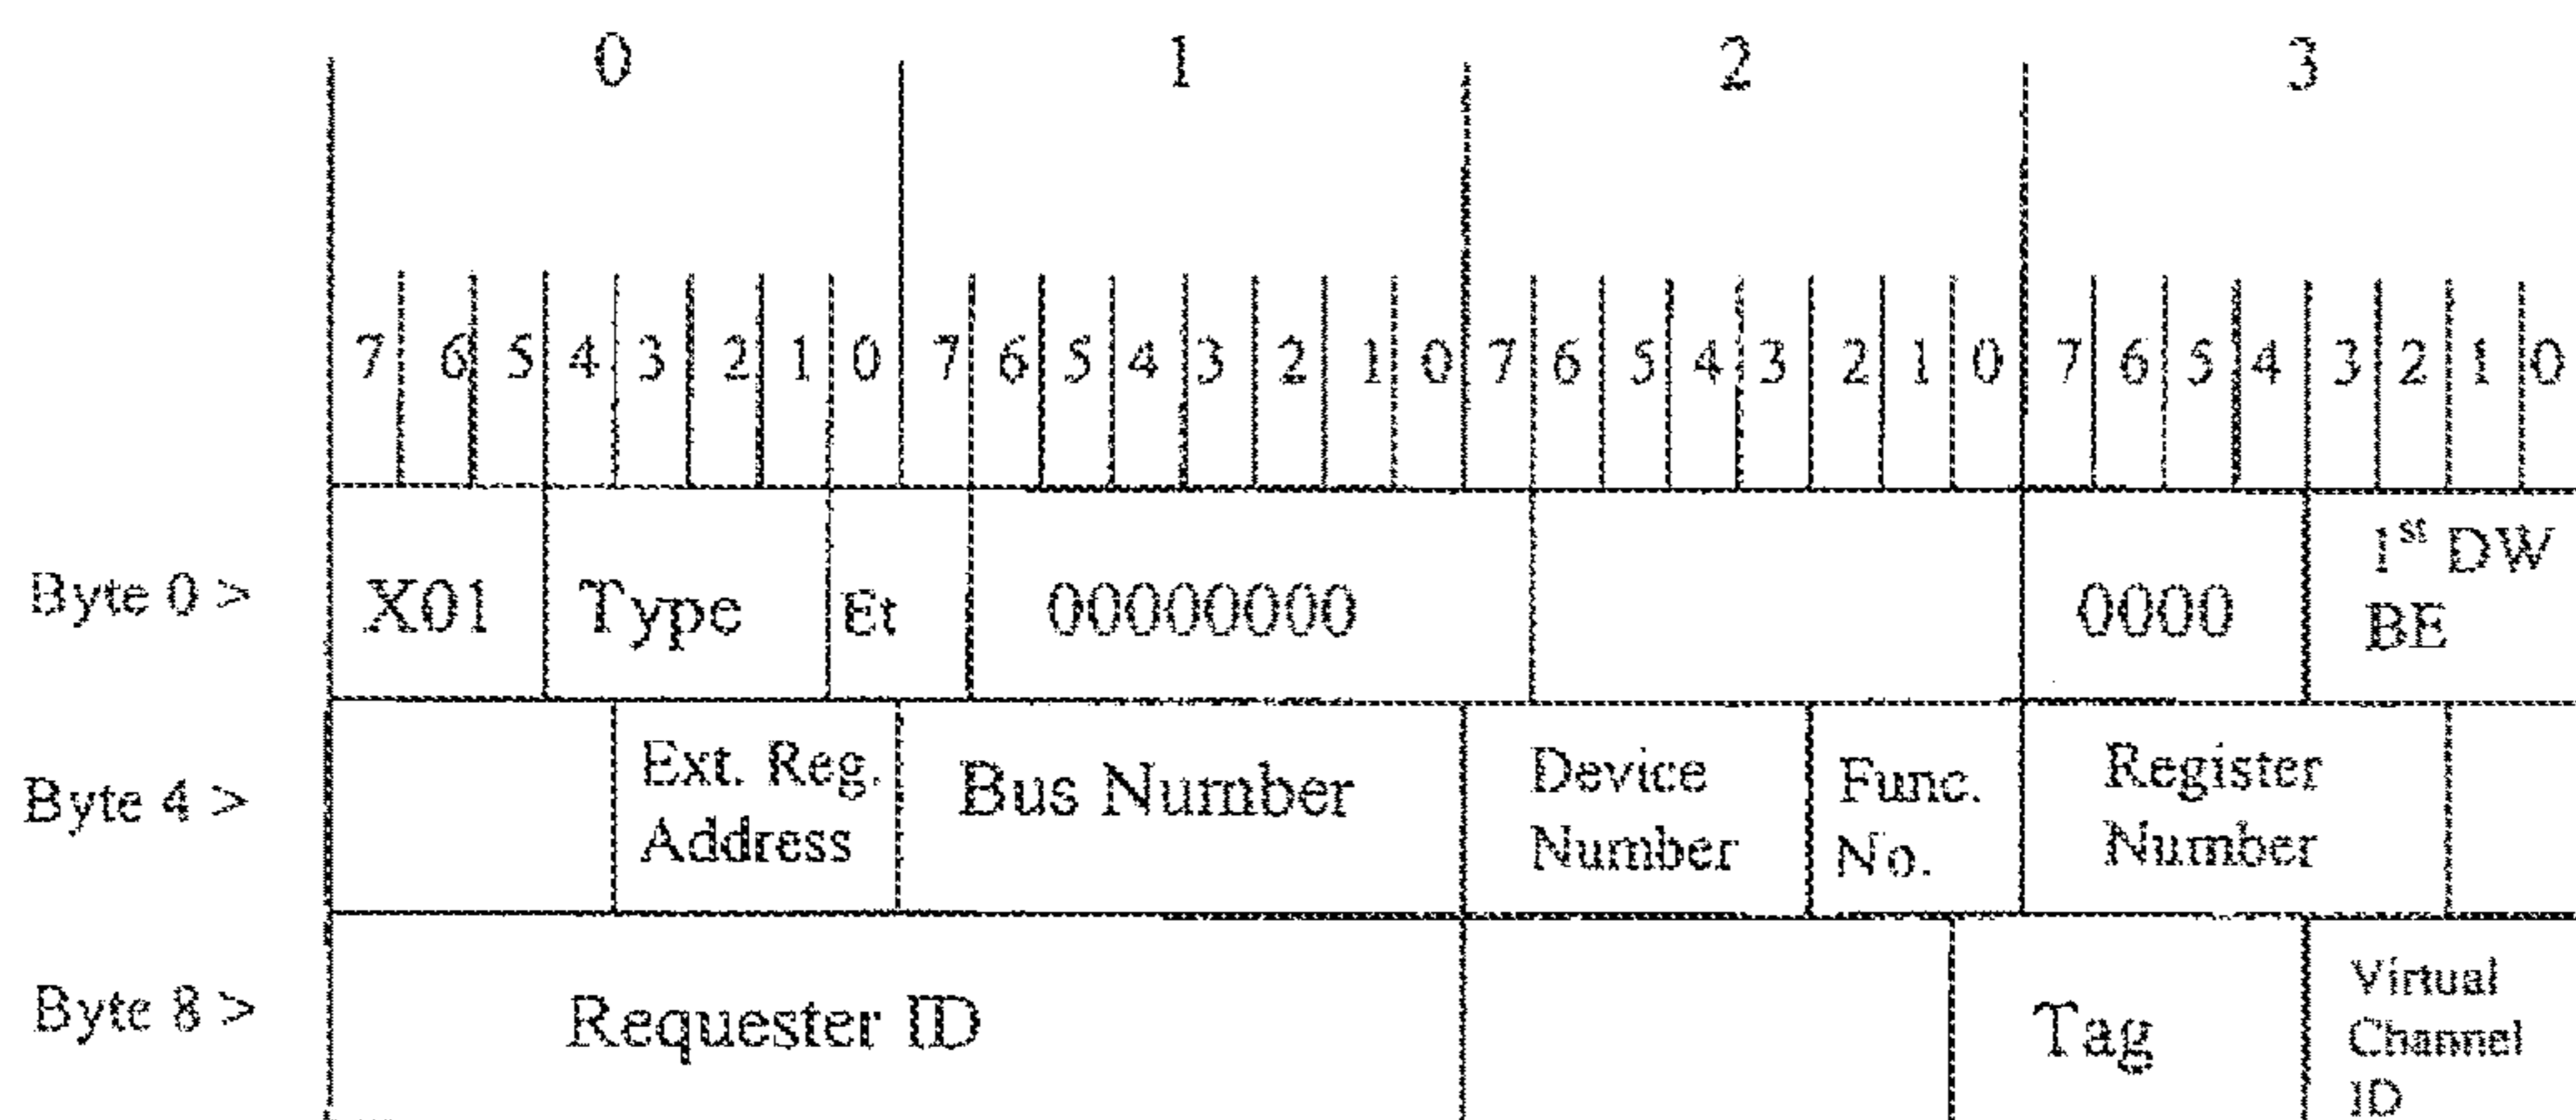 0 1 2 3
7 6 5 4 3 2 1 0 7 6 5 4 3 2 1 0 7 6 5 4 3 2 1 0 7 6 5 4 3 2 1 0
Byte 0 > X01 Type Et 00000000 0000 1st DW
BE
Byte 4 > Ext. Reg. Address Bus Number Device Number Func. No. Register Number
Byte 8 > Requester ID Tag Virtual
Channel
ID